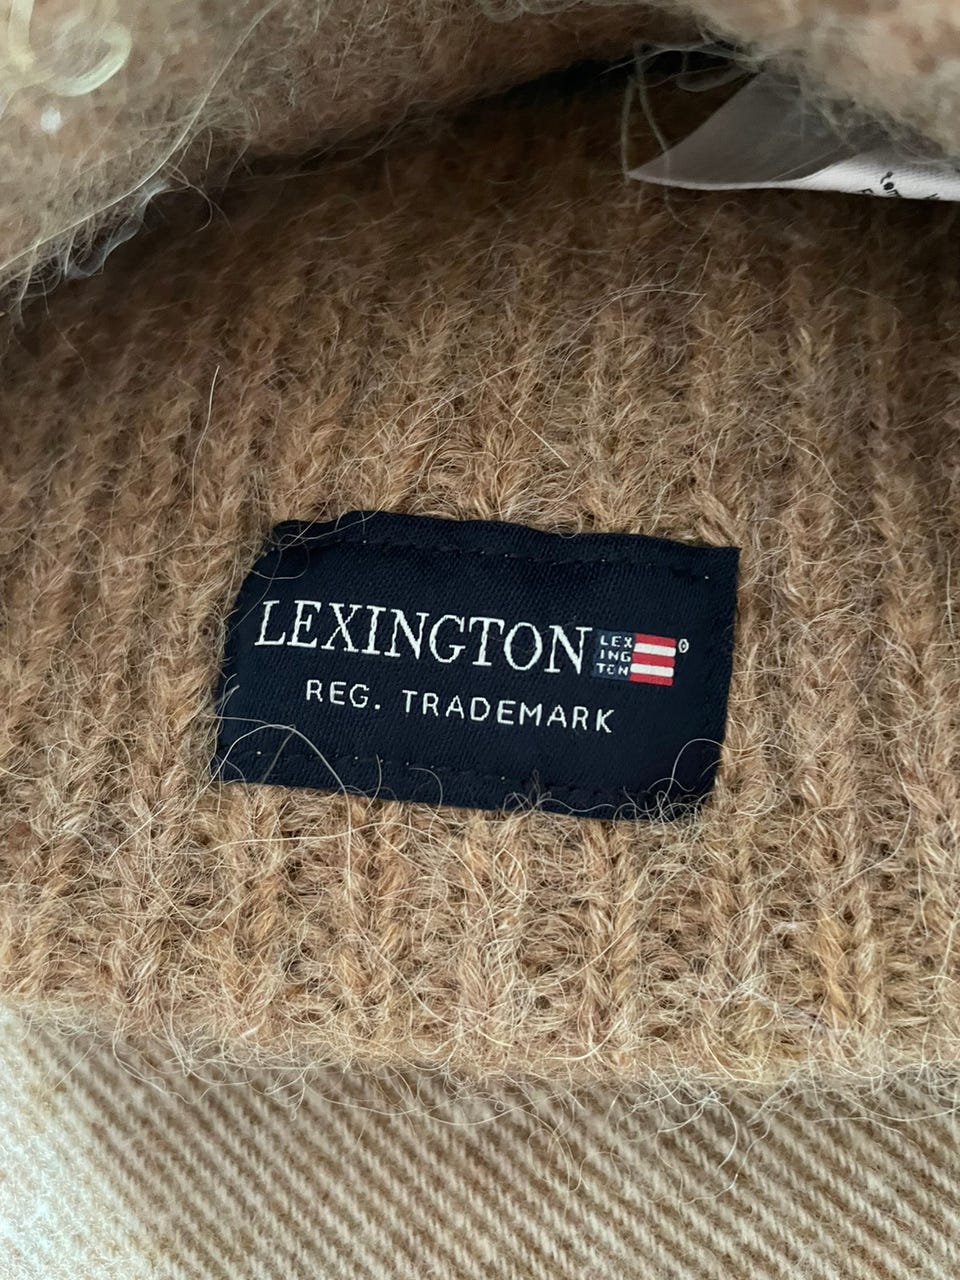 LEXINGTON
LEX
ING
TON
®
REG. TRADEMARK